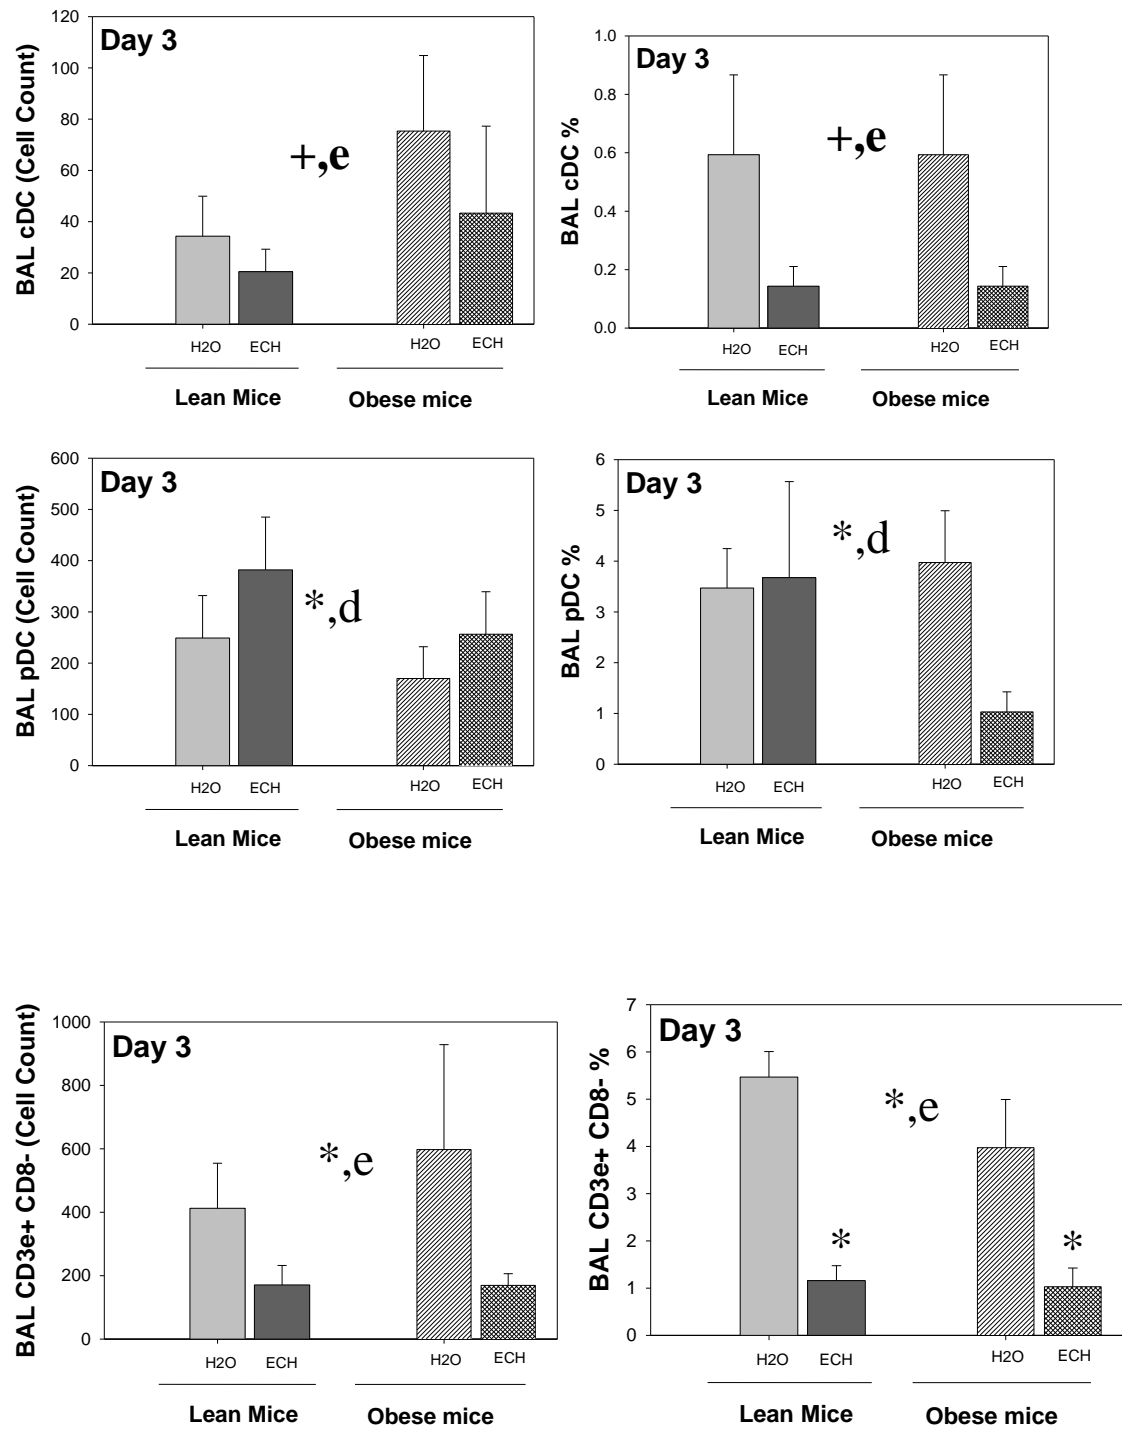 BAL cDC (Cell Count)
120
100
80
60
40
20
0
Day 3
+,e
H2O ECH H2O ECH
Lean Mice Obese mice
BAL cDC %
1.0
0.8
0.6
0.4
0.2
0.0
Day 3
+,e
H2O ECH H2O ECH
Lean Mice Obese mice
BAL pDC (Cell Count)
600
500
400
300
200
100
0
Day 3
*,d
H2O ECH H2O ECH
Lean Mice Obese mice
BAL pDC %
6
5
4
3
2
1
0
Day 3
*,d
H2O ECH H2O ECH
Lean Mice Obese mice
BAL CD3e+ CD8- (Cell Count)
1000
800
600
400
200
0
Day 3
*,e
H2O ECH H2O ECH
Lean Mice Obese mice
BAL CD3e+ CD8- %
7
6
5
4
3
2
1
0
Day 3
*,e
* *
H2O ECH H2O ECH
Lean Mice Obese mice